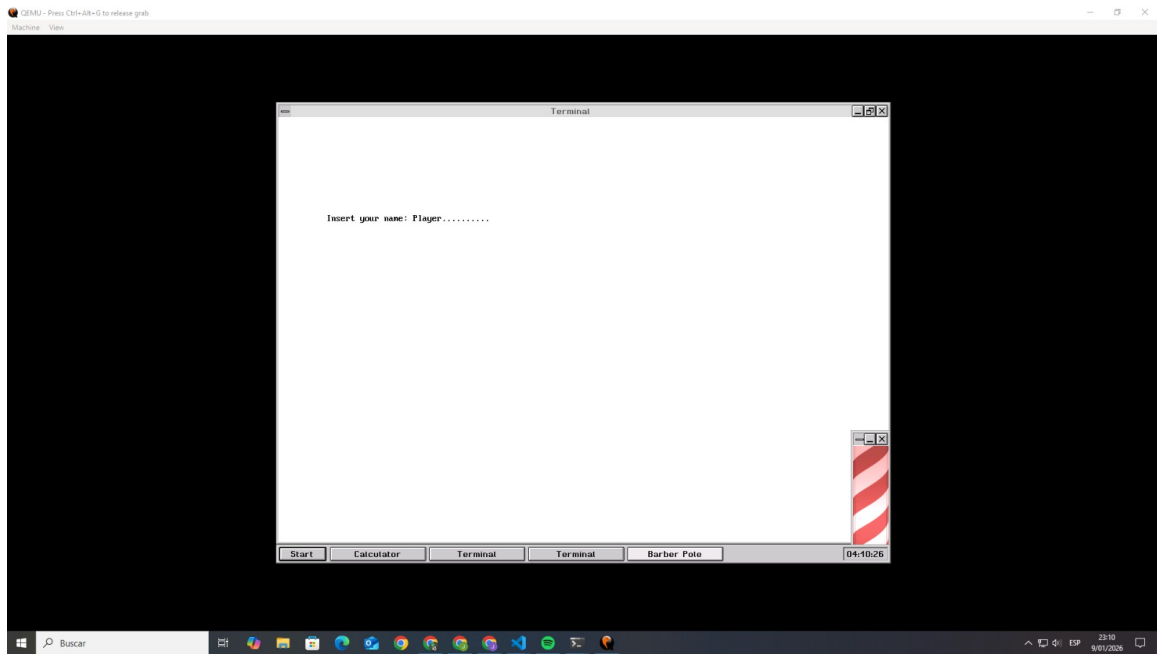 QEMU - Press Ctrl+Alt+G to release grab
Machine View
Terminal
Insert your name: Player.........
Start Calculator Terminal Terminal Barber Pole 04:10:26
Buscar ESP 23:10
9/01/2026